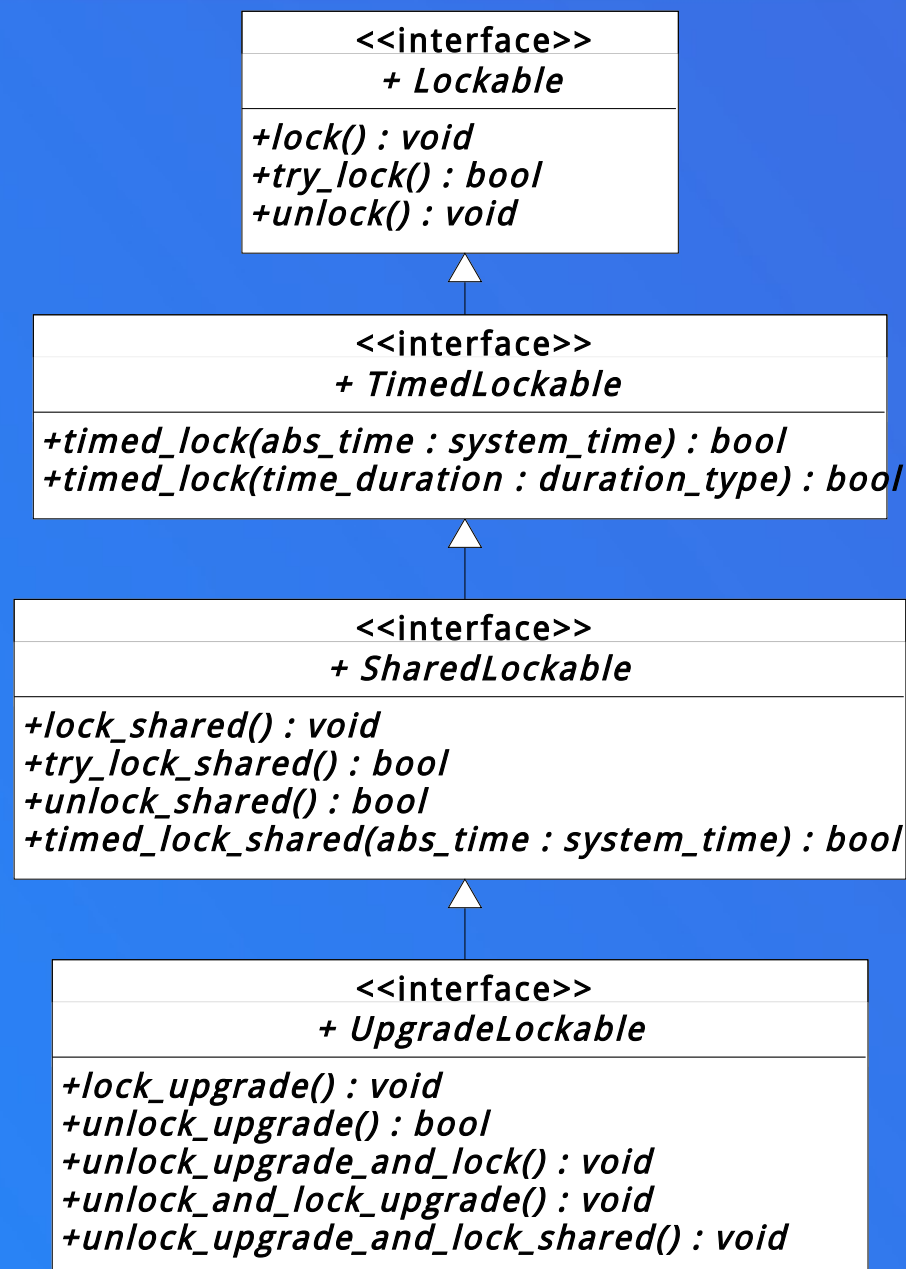 <<interface>>
+ Lockable
+lock() : void
+try_lock() : bool
+unlock() : void
<<interface>>
+ TimedLockable
+timed_lock(abs_time : system_time) : bool
+timed_lock(time_duration : duration_type) : bool
<<interface>>
+ SharedLockable
+lock_shared() : void
+try_lock_shared() : bool
+unlock_shared() : bool
+timed_lock_shared(abs_time : system_time) : bool
<<interface>>
+ UpgradeLockable
+lock_upgrade() : void
+unlock_upgrade() : bool
+unlock_upgrade_and_lock() : void
+unlock_and_lock_upgrade() : void
+unlock_upgrade_and_lock_shared() : void